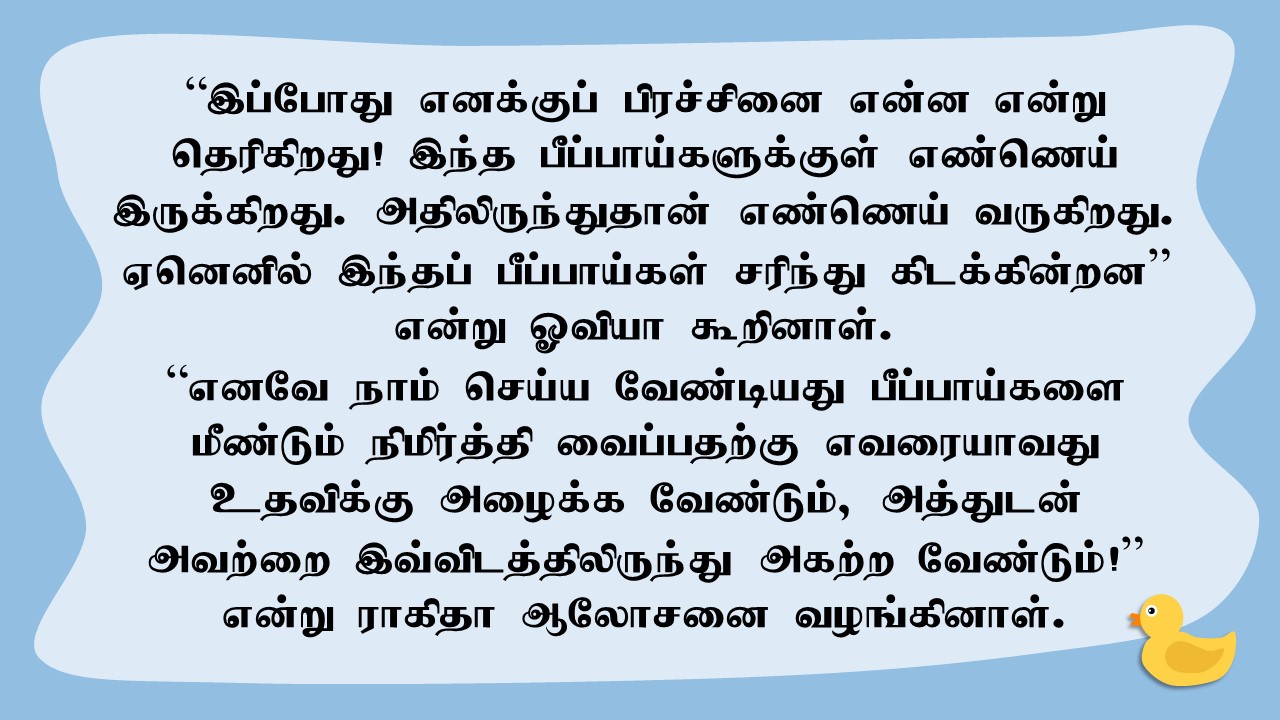 “இப்போது எனக்குப் பிரச்சினை என்ன என்று
தெரிகிறது! இந்த பீப்பாய்களுக்குள் எண்ணெய்
இருக்கிறது. அதிலிருந்துதான் எண்ணெய் வருகிறது.
ஏனெனில் இந்தப் பீப்பாய்கள் சரிந்து கிடக்கின்றன”
என்று ஓவியா கூறினாள்.
“எனவே நாம் செய்ய வேண்டியது பீப்பாய்களை
மீண்டும் நிமிர்த்தி வைப்பதற்கு எவரையாவது
உதவிக்கு அழைக்க வேண்டும், அத்துடன்
அவற்றை இவ்விடத்திலிருந்து அகற்ற வேண்டும்!”
என்று ராகிதா ஆலோசனை வழங்கினாள்.